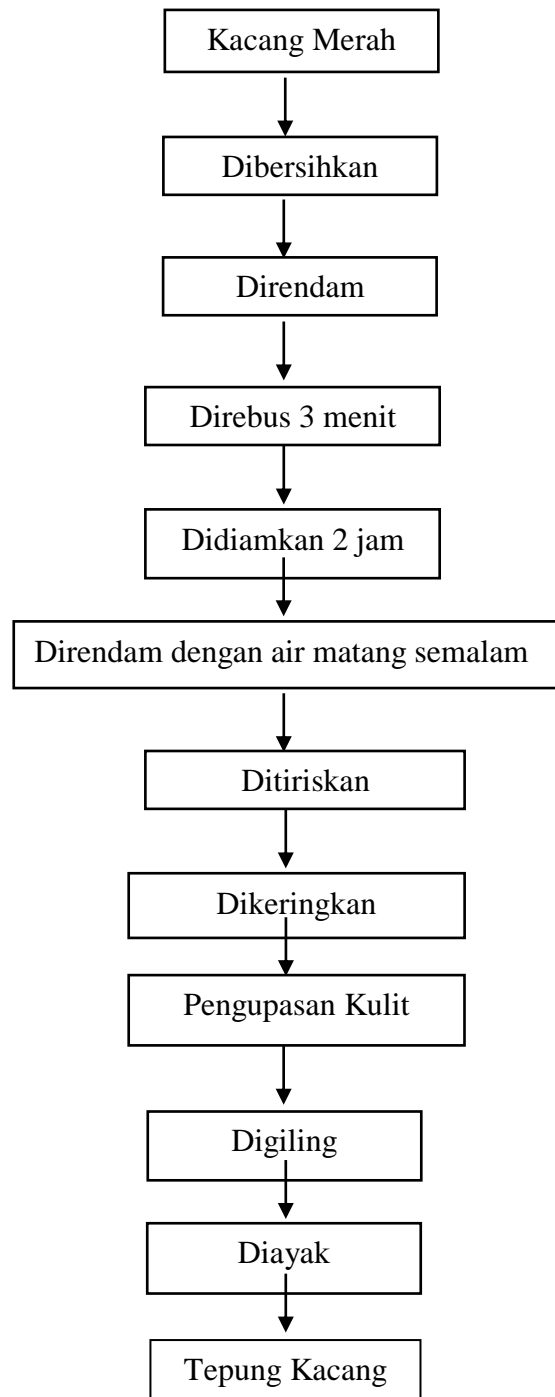 Kacang Merah
Dibersihkan
Direndam
Direbus 3 menit
Didiamkan 2 jam
Direndam dengan air matang semalam
Ditiriskan
Dikeringkan
Pengupasan Kulit
Digiling
Diayak
Tepung Kacang